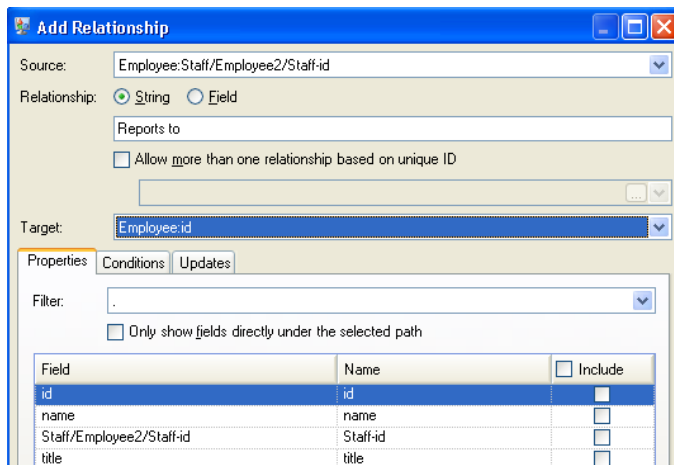 Add Relationship
Source: Employee:Staff/Employee2/Staff-id
Relationship: String Field
Reports to
Allow more than one relationship based on unique ID
...
Target: Employee:id
Properties Conditions Updates
Filter: .
Only show fields directly under the selected path
Field Name Include
id id
name name
Staff/Employee2/Staff-id Staff-id
title title